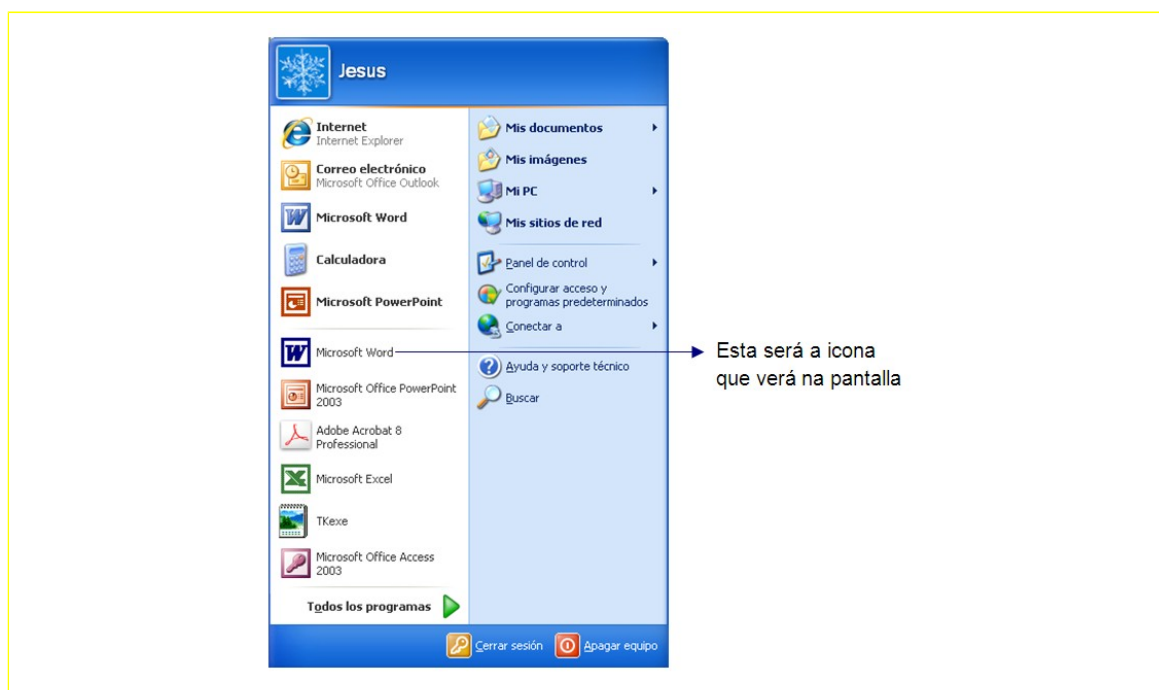 Jesus
Internet
Internet Explorer
Correo electrónico
Microsoft Office Outlook
Microsoft Word
Calculadora
Microsoft PowerPoint
Microsoft Word
Microsoft Office PowerPoint
2003
Adobe Acrobat 8
Professional
Microsoft Excel
TKexe
Microsoft Office Access
2003
Todos los programas
Mis documentos
Mis imágenes
Mi PC
Mis sitios de red
Panel de control
Configurar acceso y
programas predeterminados
Conectar a
Ayuda y soporte técnico
Buscar
Cerrar sesión
Apagar equipo
Esta será a icona
que verá na pantalla